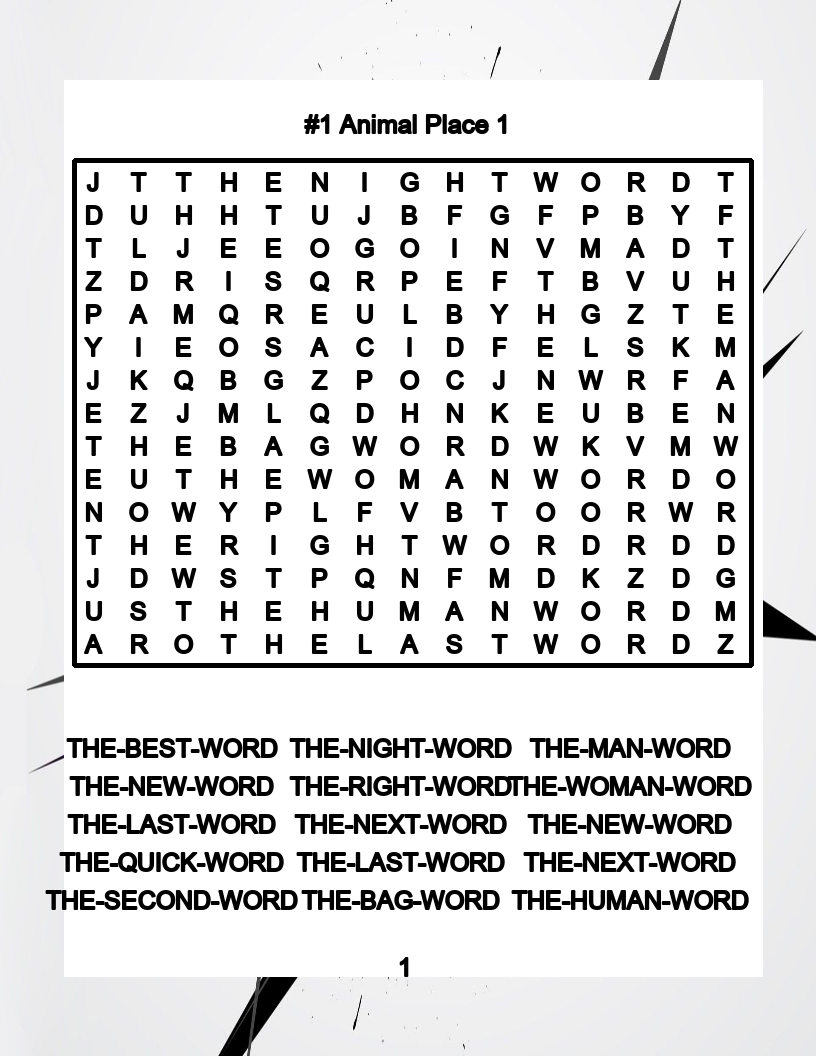 #1 Animal Place 1
J T T H E N I G H T W O R D T
D U H H T U J B F G F P B Y F
T L J E E O G O I N V M A D T
Z D R I S Q R P E F T B V U H
P A M Q R E U L B Y H G Z T E
Y I E O S A C I D F E L S K M
J K Q B G Z P O C J N W R F A
E Z J M L Q D H N K E U B E N
T H E B A G W O R D W K V M W
E U T H E W O M A N W O R D O
N O W Y P L F V B T O O R W R
T H E R I G H T W O R D R D D
J D W S T P Q N F M D K Z D G
U S T H E H U M A N W O R D M
A R O T H E L A S T W O R D Z
THE-BEST-WORD THE-NIGHT-WORD THE-MAN-WORD
THE-NEW-WORD THE-RIGHT-WORD THE-WOMAN-WORD
THE-LAST-WORD THE-NEXT-WORD THE-NEW-WORD
THE-QUICK-WORD THE-LAST-WORD THE-NEXT-WORD
THE-SECOND-WORD THE-BAG-WORD THE-HUMAN-WORD
1